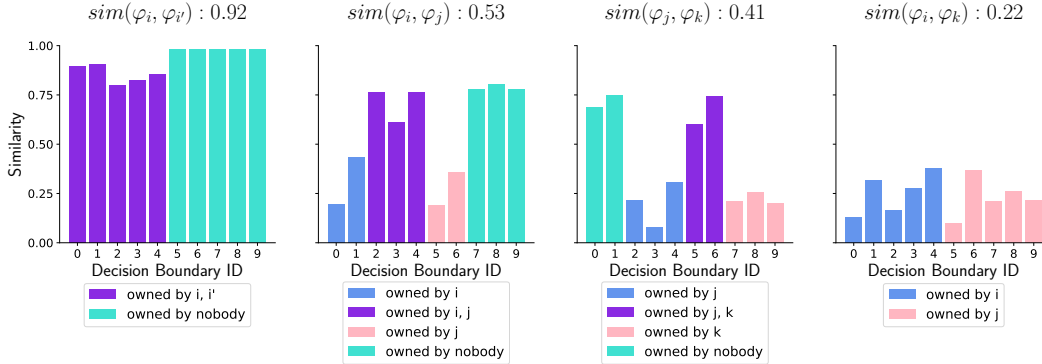 sim(φi, φi') : 0.92
sim(φi, φj) : 0.53
sim(φj, φk) : 0.41
sim(φi, φk) : 0.22
Similarity
1.00
0.75
0.50
0.25
0.00
0 1 2 3 4 5 6 7 8 9
Decision Boundary ID
owned by i, i'
owned by nobody
0 1 2 3 4 5 6 7 8 9
Decision Boundary ID
owned by i
owned by i, j
owned by j
owned by nobody
0 1 2 3 4 5 6 7 8 9
Decision Boundary ID
owned by j
owned by j, k
owned by k
owned by nobody
0 1 2 3 4 5 6 7 8 9
Decision Boundary ID
owned by i
owned by j